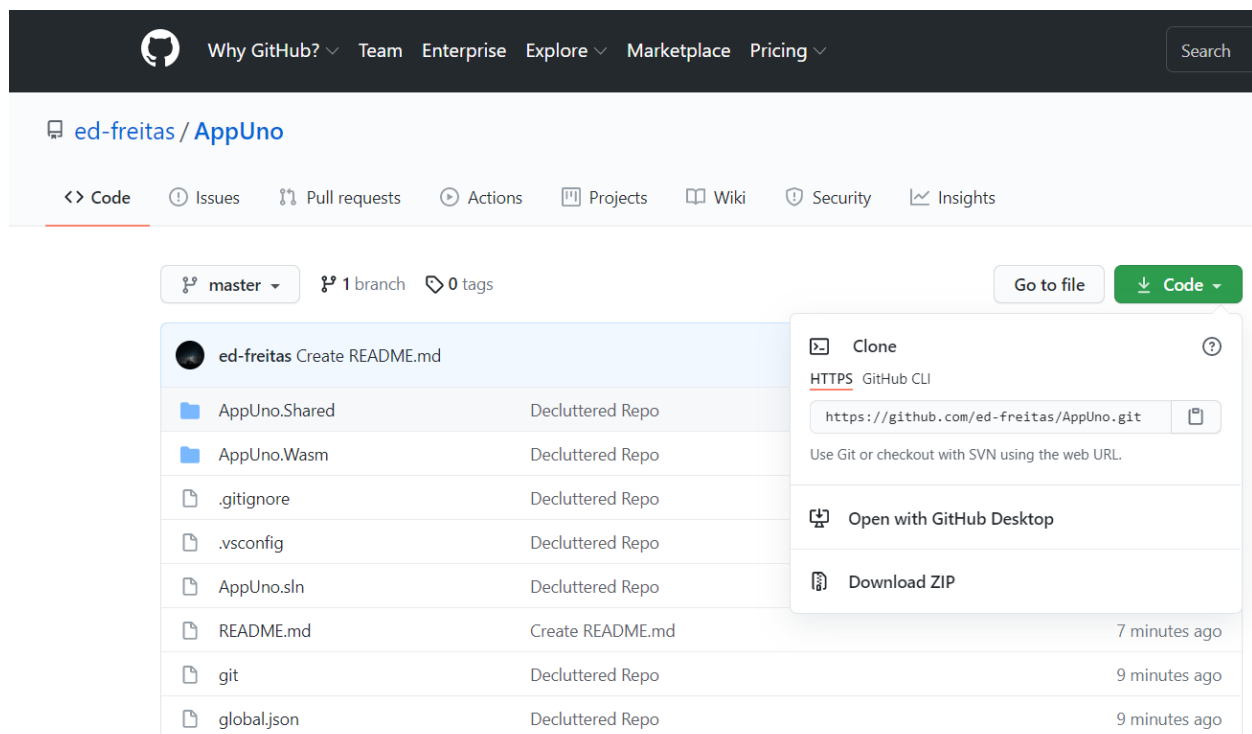 Why GitHub? Team Enterprise Explore Marketplace Pricing Search
ed-freitas / AppUno
Code Issues Pull requests Actions Projects Wiki Security Insights
master 1 branch 0 tags Go to file Code
ed-freitas Create README.md
AppUno.Shared Decluttered Repo
AppUno.Wasm Decluttered Repo
.gitignore Decluttered Repo
.vsconfig Decluttered Repo
AppUno.sln Decluttered Repo
README.md Create README.md 7 minutes ago
git Decluttered Repo 9 minutes ago
global.json Decluttered Repo 9 minutes ago
Clone
HTTPS GitHub CLI
https://github.com/ed-freitas/AppUno.git
Use Git or checkout with SVN using the web URL.
Open with GitHub Desktop
Download ZIP